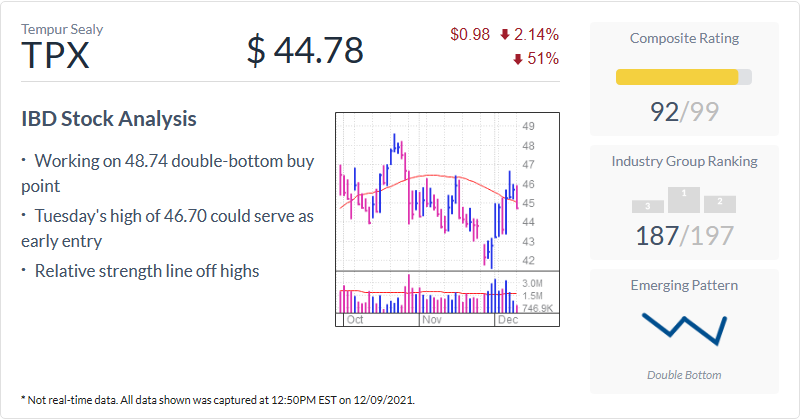 Tempur Sealy
TPX
$ 44.78
$0.98 2.14%
51%
IBD Stock Analysis
· Working on 48.74 double-bottom buy
point
· Tuesday's high of 46.70 could serve as
early entry
· Relative strength line off highs
49
48
47
46
45
44
43
42
3.0M
1.5M
746.9K
Oct Nov Dec
* Not real-time data. All data shown was captured at 12:50PM EST on 12/09/2021.
Composite Rating
92/99
Industry Group Ranking
3 1 2
187/197
Emerging Pattern
Double Bottom